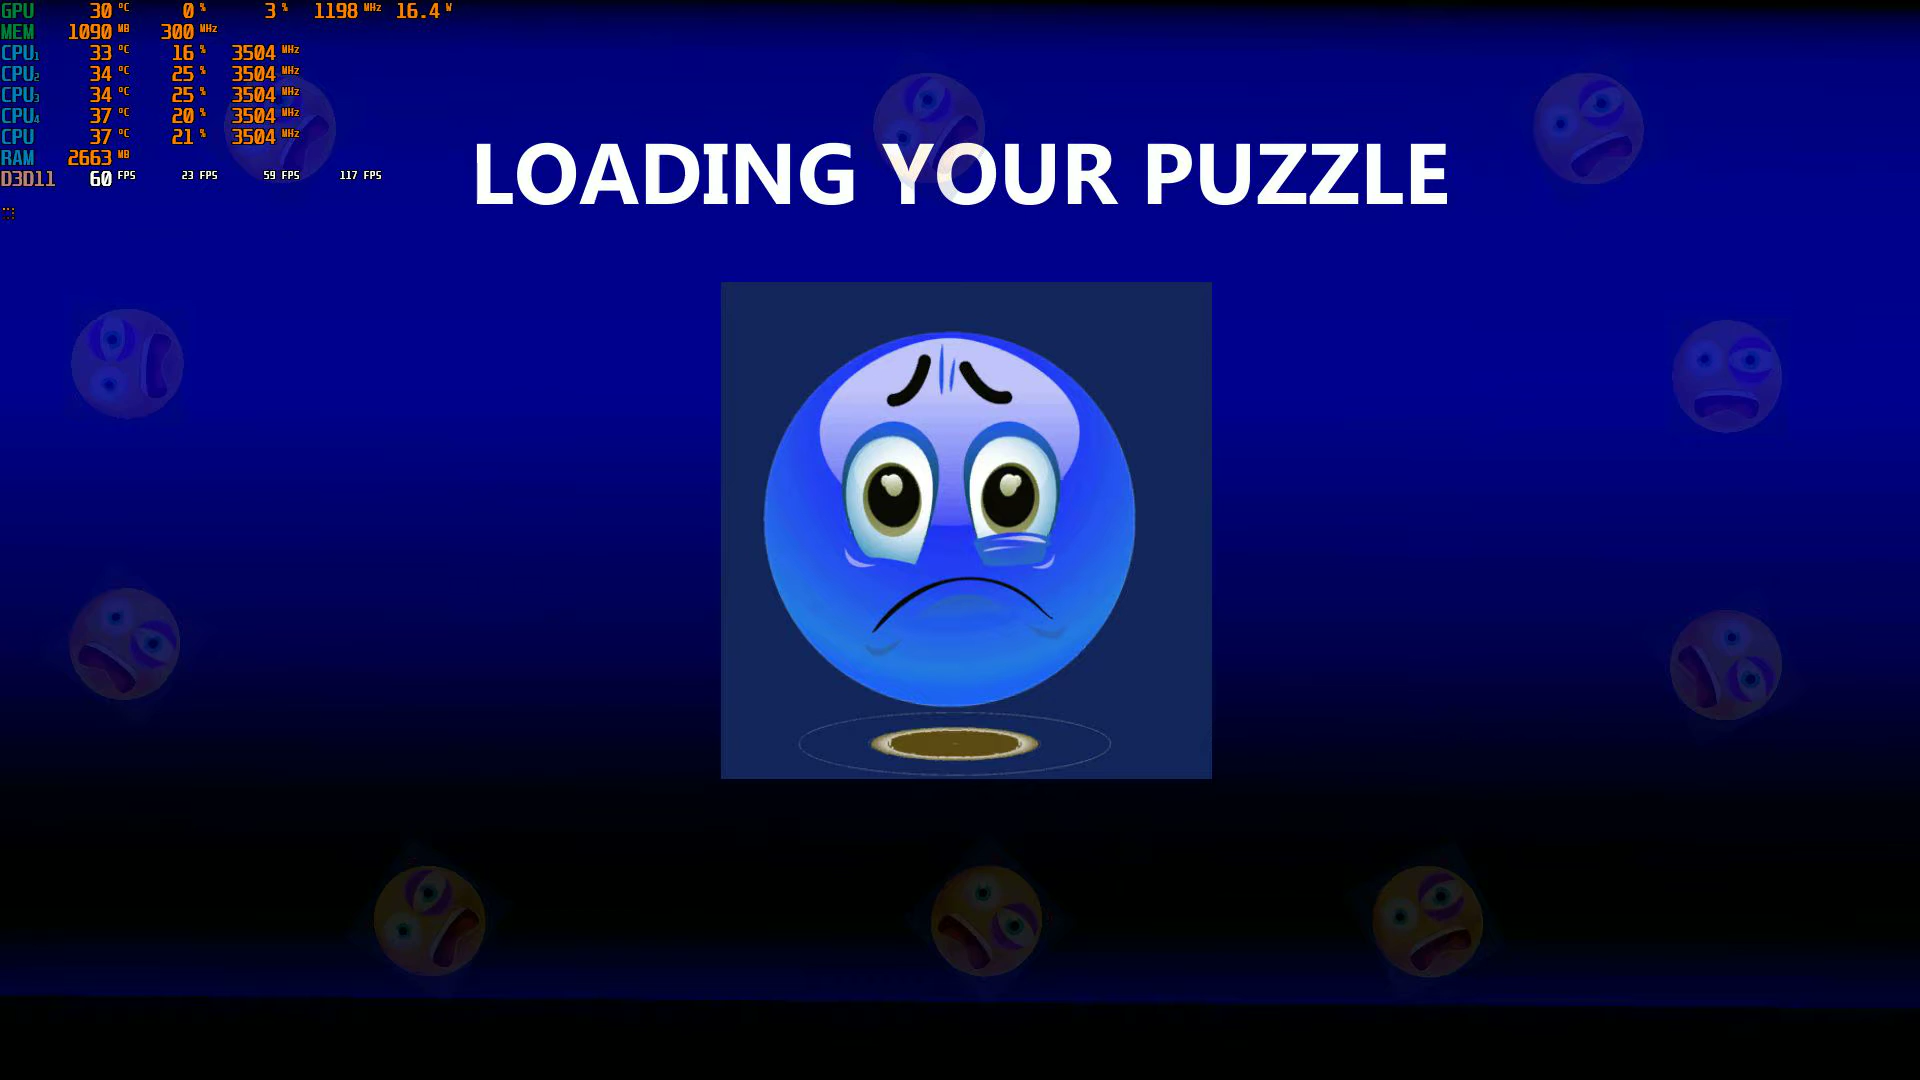 GPU 30 °C 0 % 3 % 1198 MHz 16.4 W
MEM 1090 MB 300 MHz
CPU1 33 °C 16 % 3504 MHz
CPU2 34 °C 25 % 3504 MHz
CPU3 34 °C 25 % 3504 MHz
CPU4 37 °C 20 % 3504 MHz
CPU 37 °C 21 % 3504 MHz
RAM 2663 MB
D3D11 60 FPS 23 FPS 59 FPS 117 FPS
LOADING YOUR PUZZLE